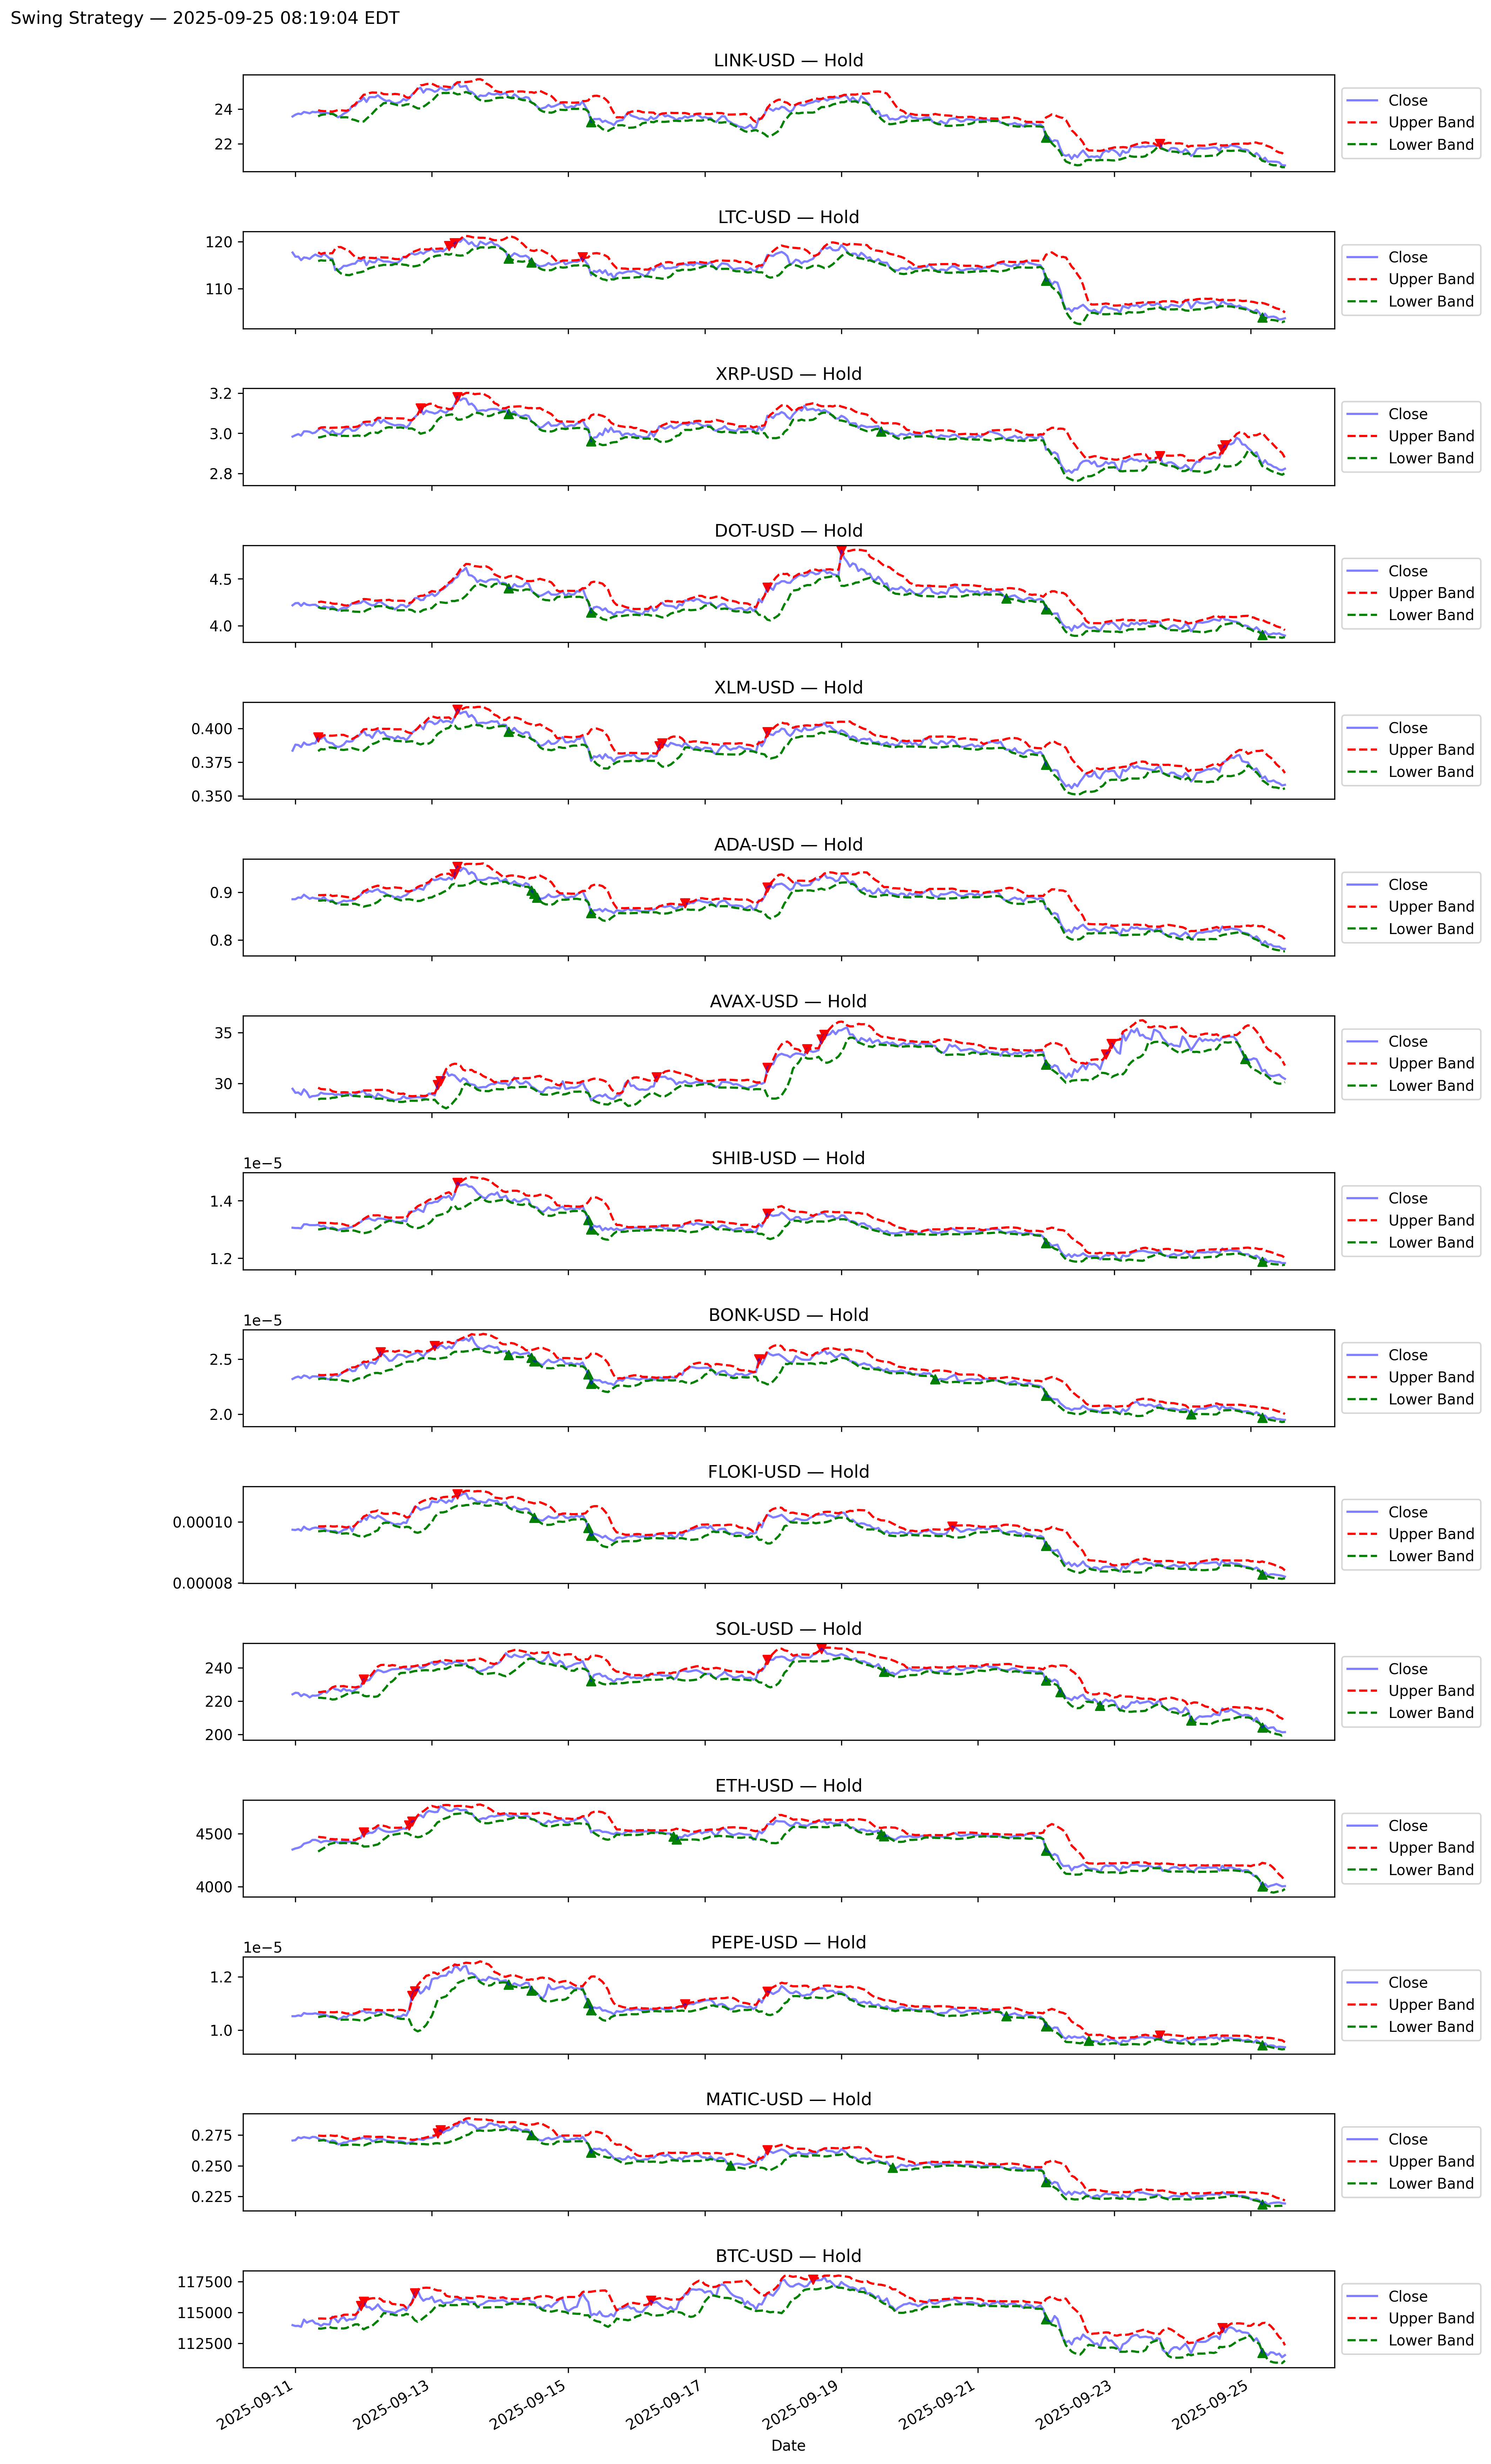 Swing Strategy — 2025-09-25 08:19:04 EDT
LINK-USD — Hold
24
22
Close
Upper Band
Lower Band
LTC-USD — Hold
120
110
Close
Upper Band
Lower Band
XRP-USD — Hold
3.2
3.0
2.8
Close
Upper Band
Lower Band
DOT-USD — Hold
4.5
4.0
Close
Upper Band
Lower Band
XLM-USD — Hold
0.400
0.375
0.350
Close
Upper Band
Lower Band
ADA-USD — Hold
0.9
0.8
Close
Upper Band
Lower Band
AVAX-USD — Hold
35
30
Close
Upper Band
Lower Band
SHIB-USD — Hold
1e−5
1.4
1.2
Close
Upper Band
Lower Band
BONK-USD — Hold
1e−5
2.5
2.0
Close
Upper Band
Lower Band
FLOKI-USD — Hold
0.00010
0.00008
Close
Upper Band
Lower Band
SOL-USD — Hold
240
220
200
Close
Upper Band
Lower Band
ETH-USD — Hold
4500
4000
Close
Upper Band
Lower Band
PEPE-USD — Hold
1e−5
1.2
1.0
Close
Upper Band
Lower Band
MATIC-USD — Hold
0.275
0.250
0.225
Close
Upper Band
Lower Band
BTC-USD — Hold
117500
115000
112500
Close
Upper Band
Lower Band
2025-09-11
2025-09-13
2025-09-15
2025-09-17
2025-09-19
2025-09-21
2025-09-23
2025-09-25
Date